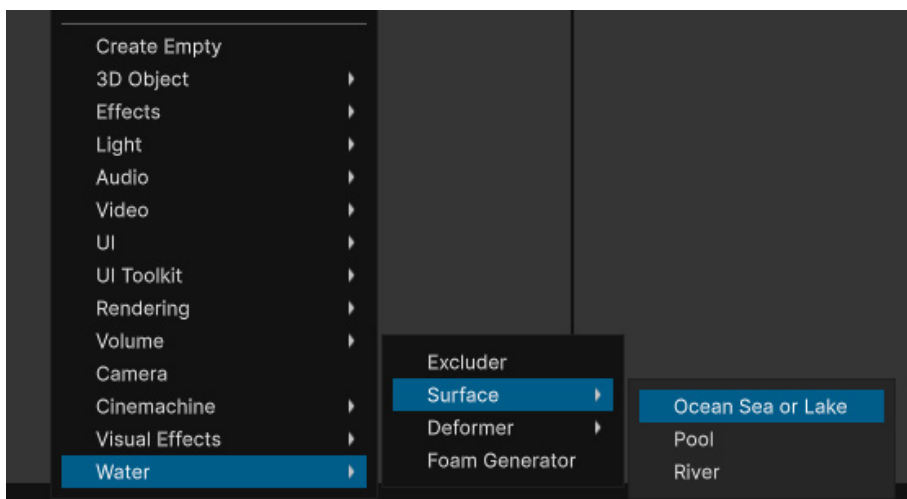 Create Empty
3D Object
Effects
Light
Audio
Video
UI
UI Toolkit
Rendering
Volume
Camera
Cinemachine
Visual Effects
Water
Excluder
Surface
Deformer
Foam Generator
Ocean Sea or Lake
Pool
River